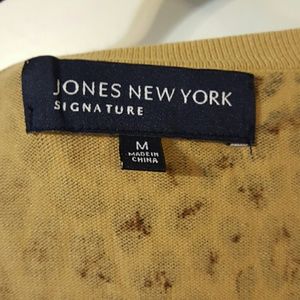 JONES NEW YORK
SIGNATURE
M
MADE IN
CHINA